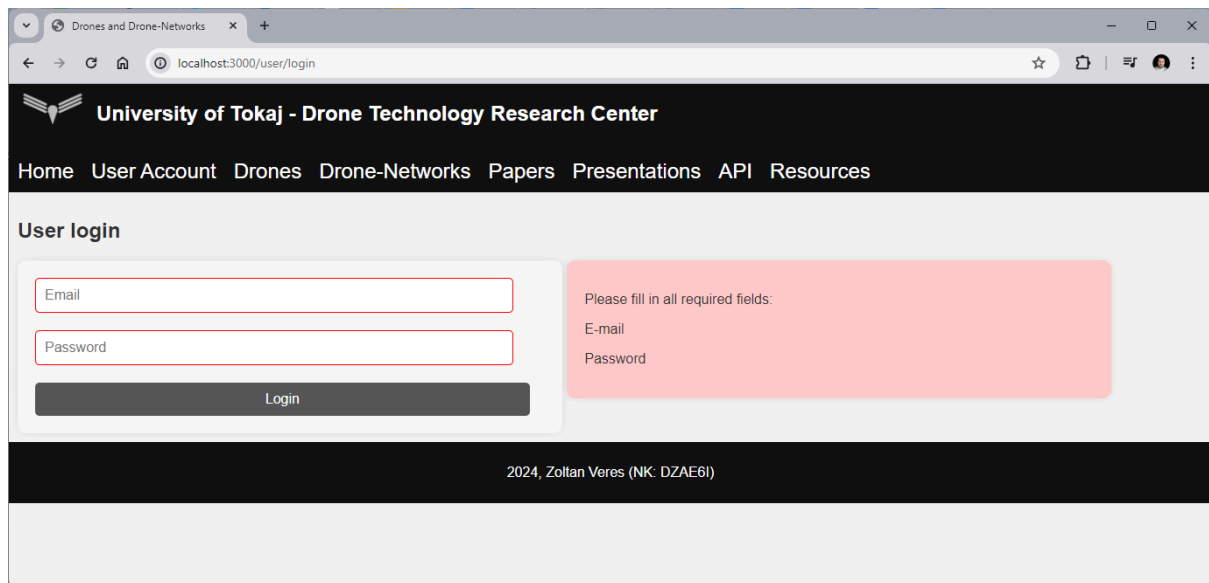 Drones and Drone-Networks
localhost:3000/user/login
University of Tokaj - Drone Technology Research Center
Home User Account Drones Drone-Networks Papers Presentations API Resources
User login
Email
Password
Login
Please fill in all required fields:
E-mail
Password
2024, Zoltan Veres (NK: DZAE6I)